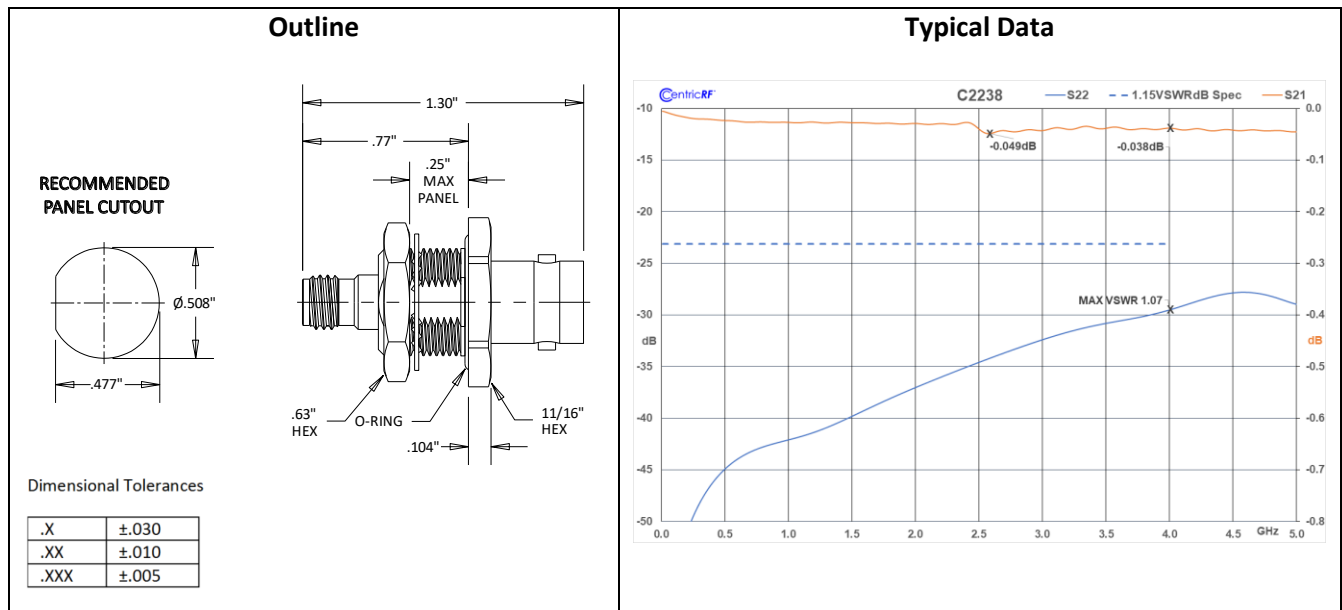 Outline
1.30"
.77"
.25"
MAX
PANEL
RECOMMENDED
PANEL CUTOUT
Ø.508"
.477"
.63"
HEX
O-RING
11/16"
HEX
.104"
Dimensional Tolerances
.X ±.030
.XX ±.010
.XXX ±.005
Typical Data
CentricRF
C2238
S22 1.15VSWRdB Spec S21
-10 0.0
-0.049dB -0.038dB
-15 -0.1
-20 -0.2
-25 -0.3
MAX VSWR 1.07
-30 -0.4
dB dB
-35 -0.5
-40 -0.6
-45 -0.7
-50 -0.8
0.0 0.5 1.0 1.5 2.0 2.5 3.0 3.5 4.0 4.5 GHz 5.0